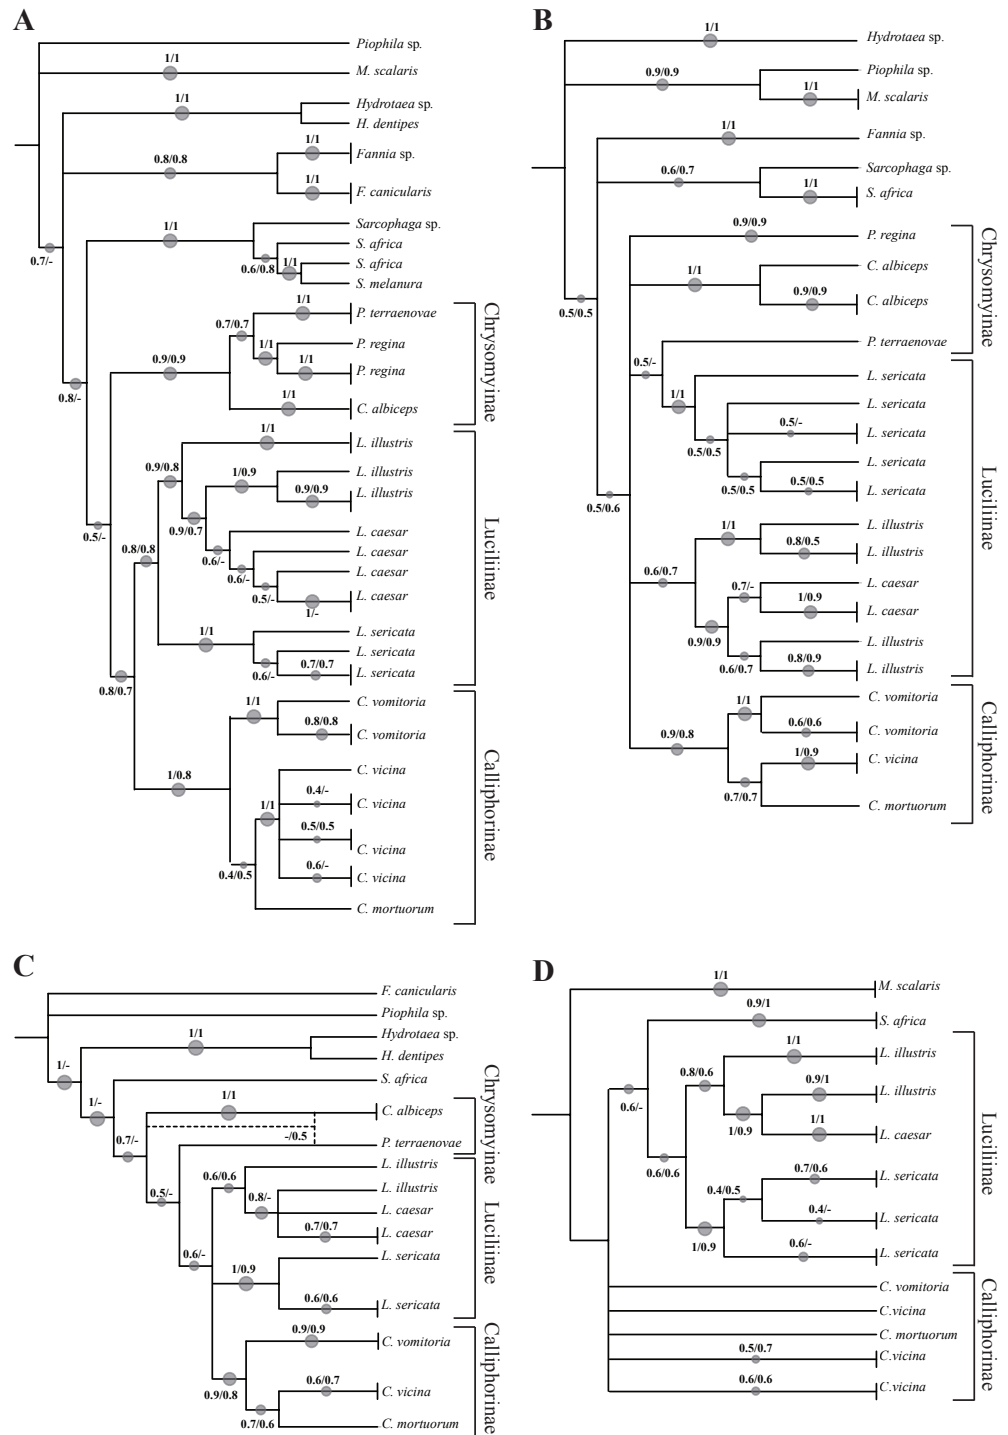 A
Piophila sp.
1/1
M. scalaris
1/1
Hydrotaea sp.
H. dentipes
1/1
0.8/0.8
Fannia sp.
1/1
F. canicularis
0.7/-
1/1
Sarcophaga sp.
S. africa
0.6/0.8
1/1
S. africa
S. melanura
1/1
P. terraenovae
0.7/0.7
P. regina
1/1
1/1
P. regina
0.9/0.9
1/1
C. albiceps
0.8/-
Chrysomyinae
1/1
L. illustris
0.9/0.8
1/0.9
L. illustris
0.9/0.9
L. illustris
0.9/0.7
L. caesar
0.6/-
L. caesar
0.6/-
L. caesar
0.5/-
L. caesar
1/-
0.5/-
0.8/0.8
1/1
L. sericata
L. sericata
0.6/-
0.7/0.7
L. sericata
Luciliinae
0.8/0.7
1/1
C. vomitoria
0.8/0.8
C. vomitoria
1/0.8
C. vicina
1/1
0.4/-
C. vicina
0.5/0.5
C. vicina
0.6/-
C. vicina
0.4/0.5
C. mortuorum
Calliphorinae
B
1/1
Hydrotaea sp.
0.9/0.9
Piophila sp.
1/1
M. scalaris
1/1
Fannia sp.
0.6/0.7
Sarcophaga sp.
1/1
S. africa
0.5/0.5
0.9/0.9
P. regina
1/1
C. albiceps
0.9/0.9
C. albiceps
P. terraenovae
Chrysomyinae
0.5/-
1/1
L. sericata
L. sericata
0.5/-
L. sericata
0.5/0.5
L. sericata
0.5/0.5
0.5/0.5
L. sericata
0.5/0.6
1/1
L. illustris
0.8/0.5
L. illustris
0.6/0.7
0.7/-
L. caesar
1/0.9
L. caesar
0.9/0.9
L. illustris
0.6/0.7
0.8/0.9
L. illustris
Luciliinae
1/1
C. vomitoria
0.6/0.6
C. vomitoria
0.9/0.8
1/0.9
C. vicina
0.7/0.7
C. mortuorum
Calliphorinae
C
F. canicularis
Piophila sp.
1/1
Hydrotaea sp.
H. dentipes
1/-
S. africa
1/-
1/1
C. albiceps
-/0.5
0.7/-
P. terraenovae
Chrysomyinae
0.5/-
0.6/0.6
L. illustris
0.8/-
L. illustris
L. caesar
0.7/0.7
L. caesar
0.6/-
1/0.9
L. sericata
0.6/0.6
L. sericata
Luciliinae
0.9/0.9
C. vomitoria
0.9/0.8
0.6/0.7
C. vicina
0.7/0.6
C. mortuorum
Calliphorinae
D
1/1
M. scalaris
0.9/1
S. africa
0.6/-
1/1
L. illustris
0.8/0.6
0.9/1
L. illustris
1/0.9
1/1
L. caesar
0.6/0.6
0.7/0.6
L. sericata
0.4/0.5
0.4/-
L. sericata
1/0.9
0.6/-
L. sericata
Luciliinae
C. vomitoria
C.vicina
C. mortuorum
0.5/0.7
C.vicina
0.6/0.6
C.vicina
Calliphorinae